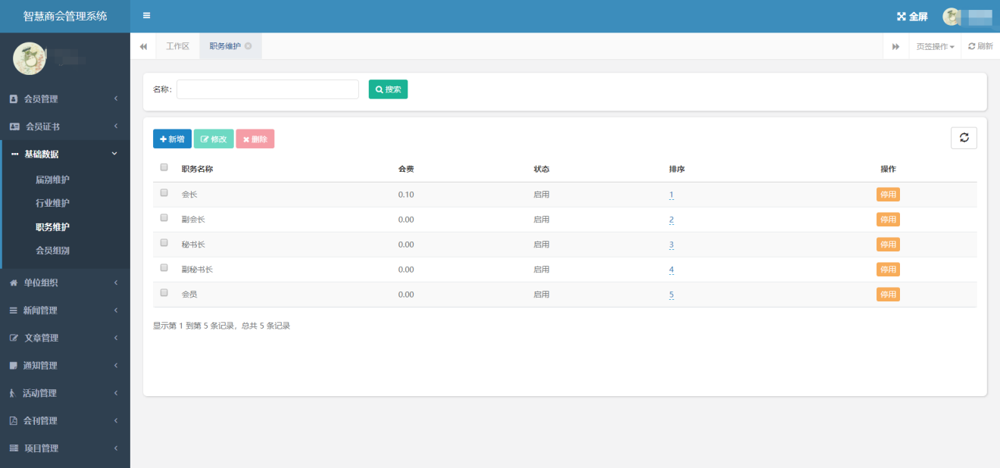 智慧商会管理系统
全屏
工作区 职务维护 页签操作 刷新
会员管理
会员证书
基础数据
届别维护
行业维护
职务维护
会员组别
单位组织
新闻管理
文章管理
通知管理
活动管理
会刊管理
项目管理
名称： 搜索
新增 修改 删除
职务名称 会费 状态 排序 操作
会长 0.10 启用 1 停用
副会长 0.00 启用 2 停用
秘书长 0.00 启用 3 停用
副秘书长 0.00 启用 4 停用
会员 0.00 启用 5 停用
显示第 1 到第 5 条记录，总共 5 条记录